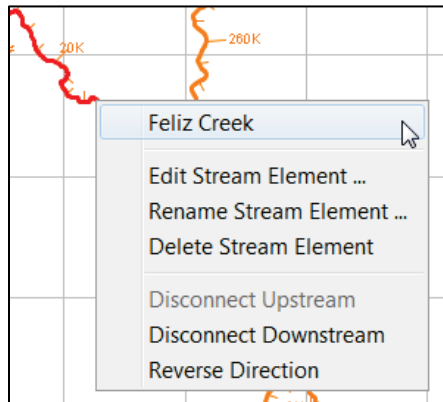 20K
260K
Feliz Creek
Edit Stream Element ...
Rename Stream Element ...
Delete Stream Element
Disconnect Upstream
Disconnect Downstream
Reverse Direction